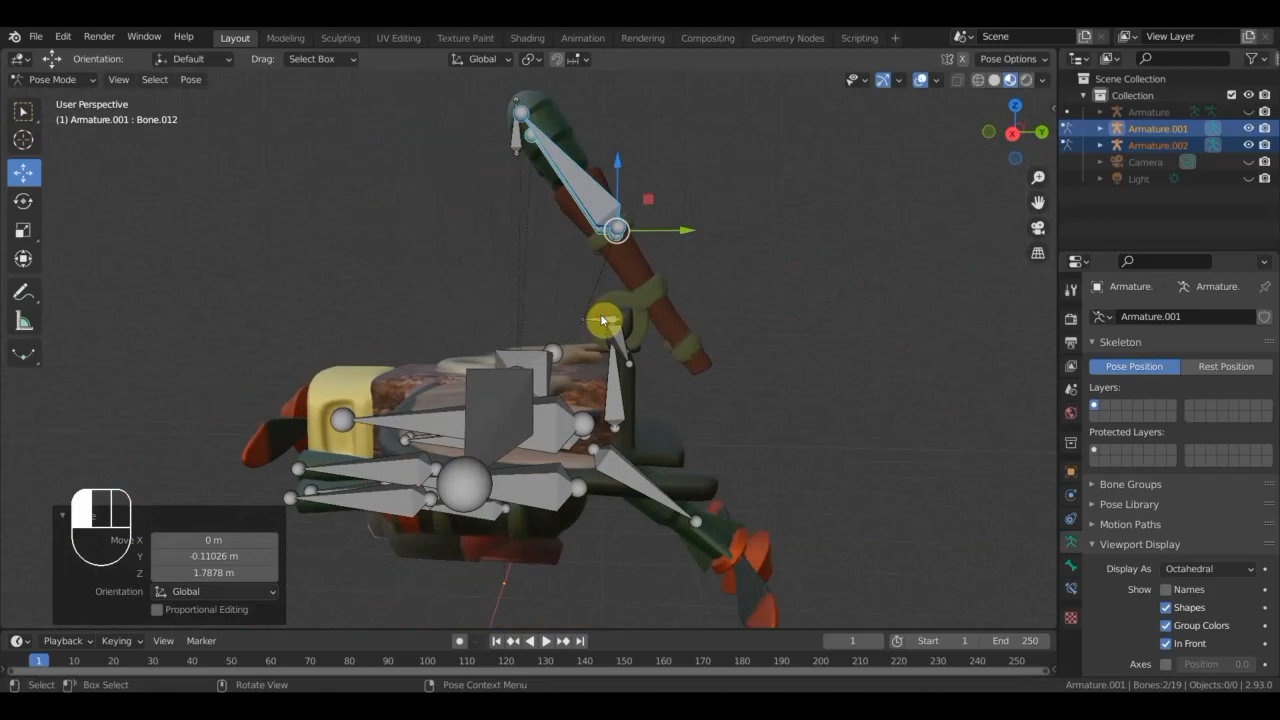 File Edit Render Window Help Layout Modeling Sculpting UV Editing Texture Paint Shading Animation Rendering Compositing Geometry Nodes Scripting + Scene View Layer
Orientation: Default Drag: Select Box Global X Pose Options
Pose Mode View Select Pose
Scene Collection
Collection
User Perspective
(1) Armature.001 : Bone.012
Armature
Armature.001
Armature.002
Camera
Light
Z
X
Y
Armature. Armature.
Armature.001
Skeleton
Pose Position Rest Position
Layers:
Protected Layers:
Bone Groups
Pose Library
Motion Paths
Viewport Display
Display As Octahedral
Show Names
Shapes
Group Colors
In Front
Axes Position 0.0
Move X 0 m
Y -0.11026 m
Z 1.7878 m
Orientation Global
Proportional Editing
Playback Keying View Marker 1 Start 1 End 250
1 10 20 30 40 50 60 70 80 90 100 110 120 130 140 150 160 170 180 190 200 210 220 230 240 250
Select Box Select Rotate View Pose Context Menu Armature.001 | Bones:2/19 | Objects:0/0 | 2.93.0